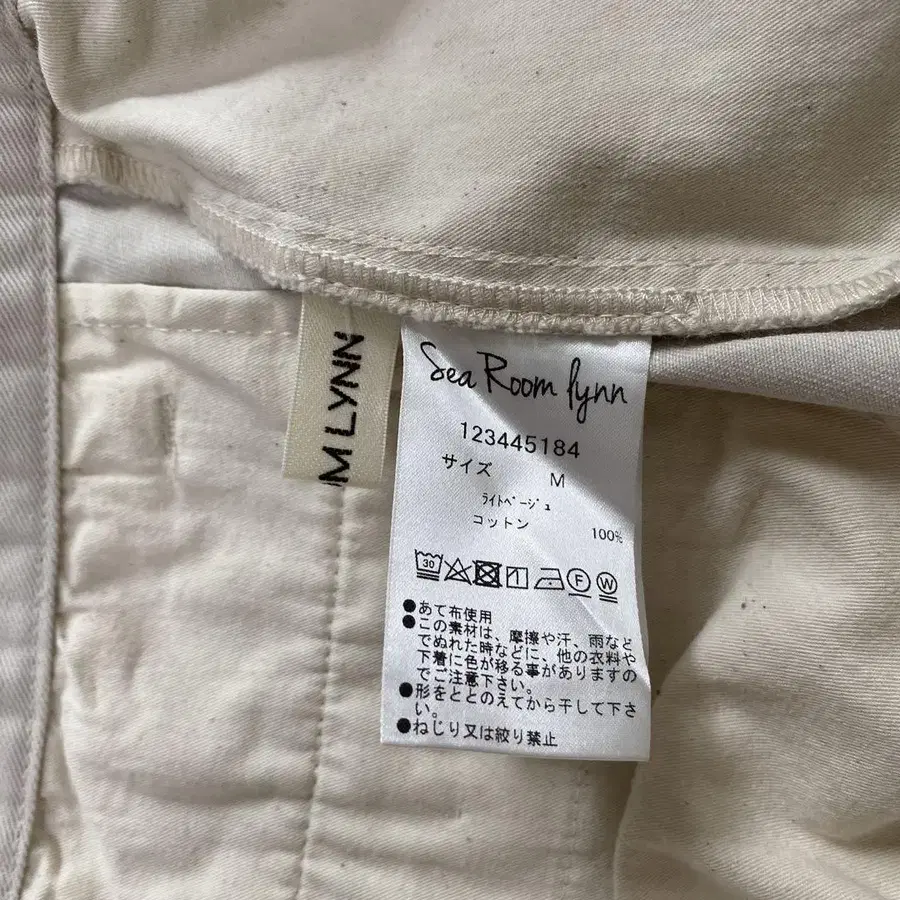 M LYNN
Sea Room lynn
123445184
サイズ M
ﾗｲﾄﾍﾞｰｼﾞｭ
コットン 100%
30
F W
●あて布使用
●この素材は、摩擦や汗、雨など
でぬれた時などに、他の衣料や
下着に色が移る事がありますの
でご注意下さい。
●形をととのえてから干して下さ
い。
●ねじり又は絞り禁止